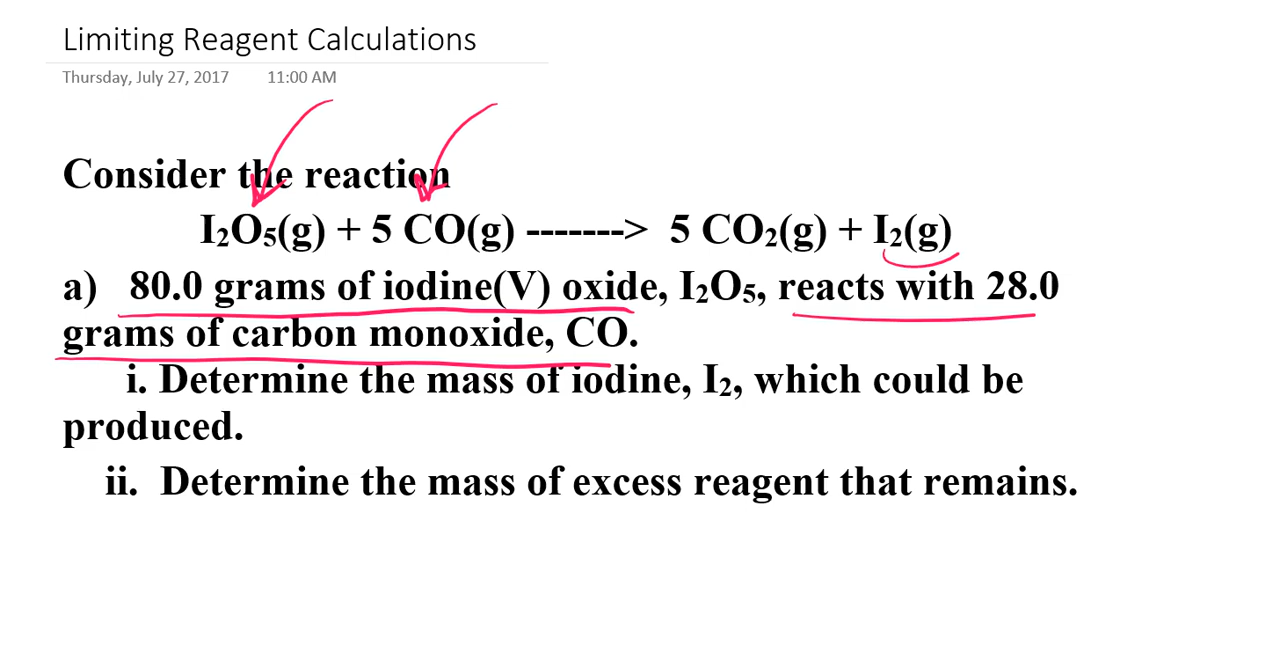 Limiting Reagent Calculations
Thursday, July 27, 2017 11:00 AM
Consider the reaction
I₂O₅(g) + 5 CO(g) -------> 5 CO₂(g) + I₂(g)
a) 80.0 grams of iodine(V) oxide, I₂O₅, reacts with 28.0
grams of carbon monoxide, CO.
i. Determine the mass of iodine, I₂, which could be
produced.
ii. Determine the mass of excess reagent that remains.